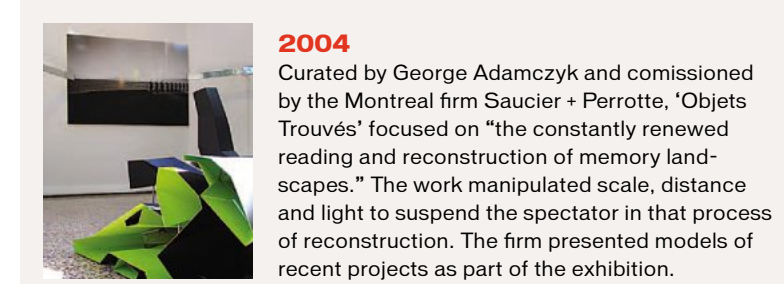 2004
Curated by George Adamczyk and comissioned
by the Montreal firm Saucier + Perrotte, ‘Objets
Trouvés’ focused on “the constantly renewed
reading and reconstruction of memory land-
scapes.” The work manipulated scale, distance
and light to suspend the spectator in that process
of reconstruction. The firm presented models of
recent projects as part of the exhibition.